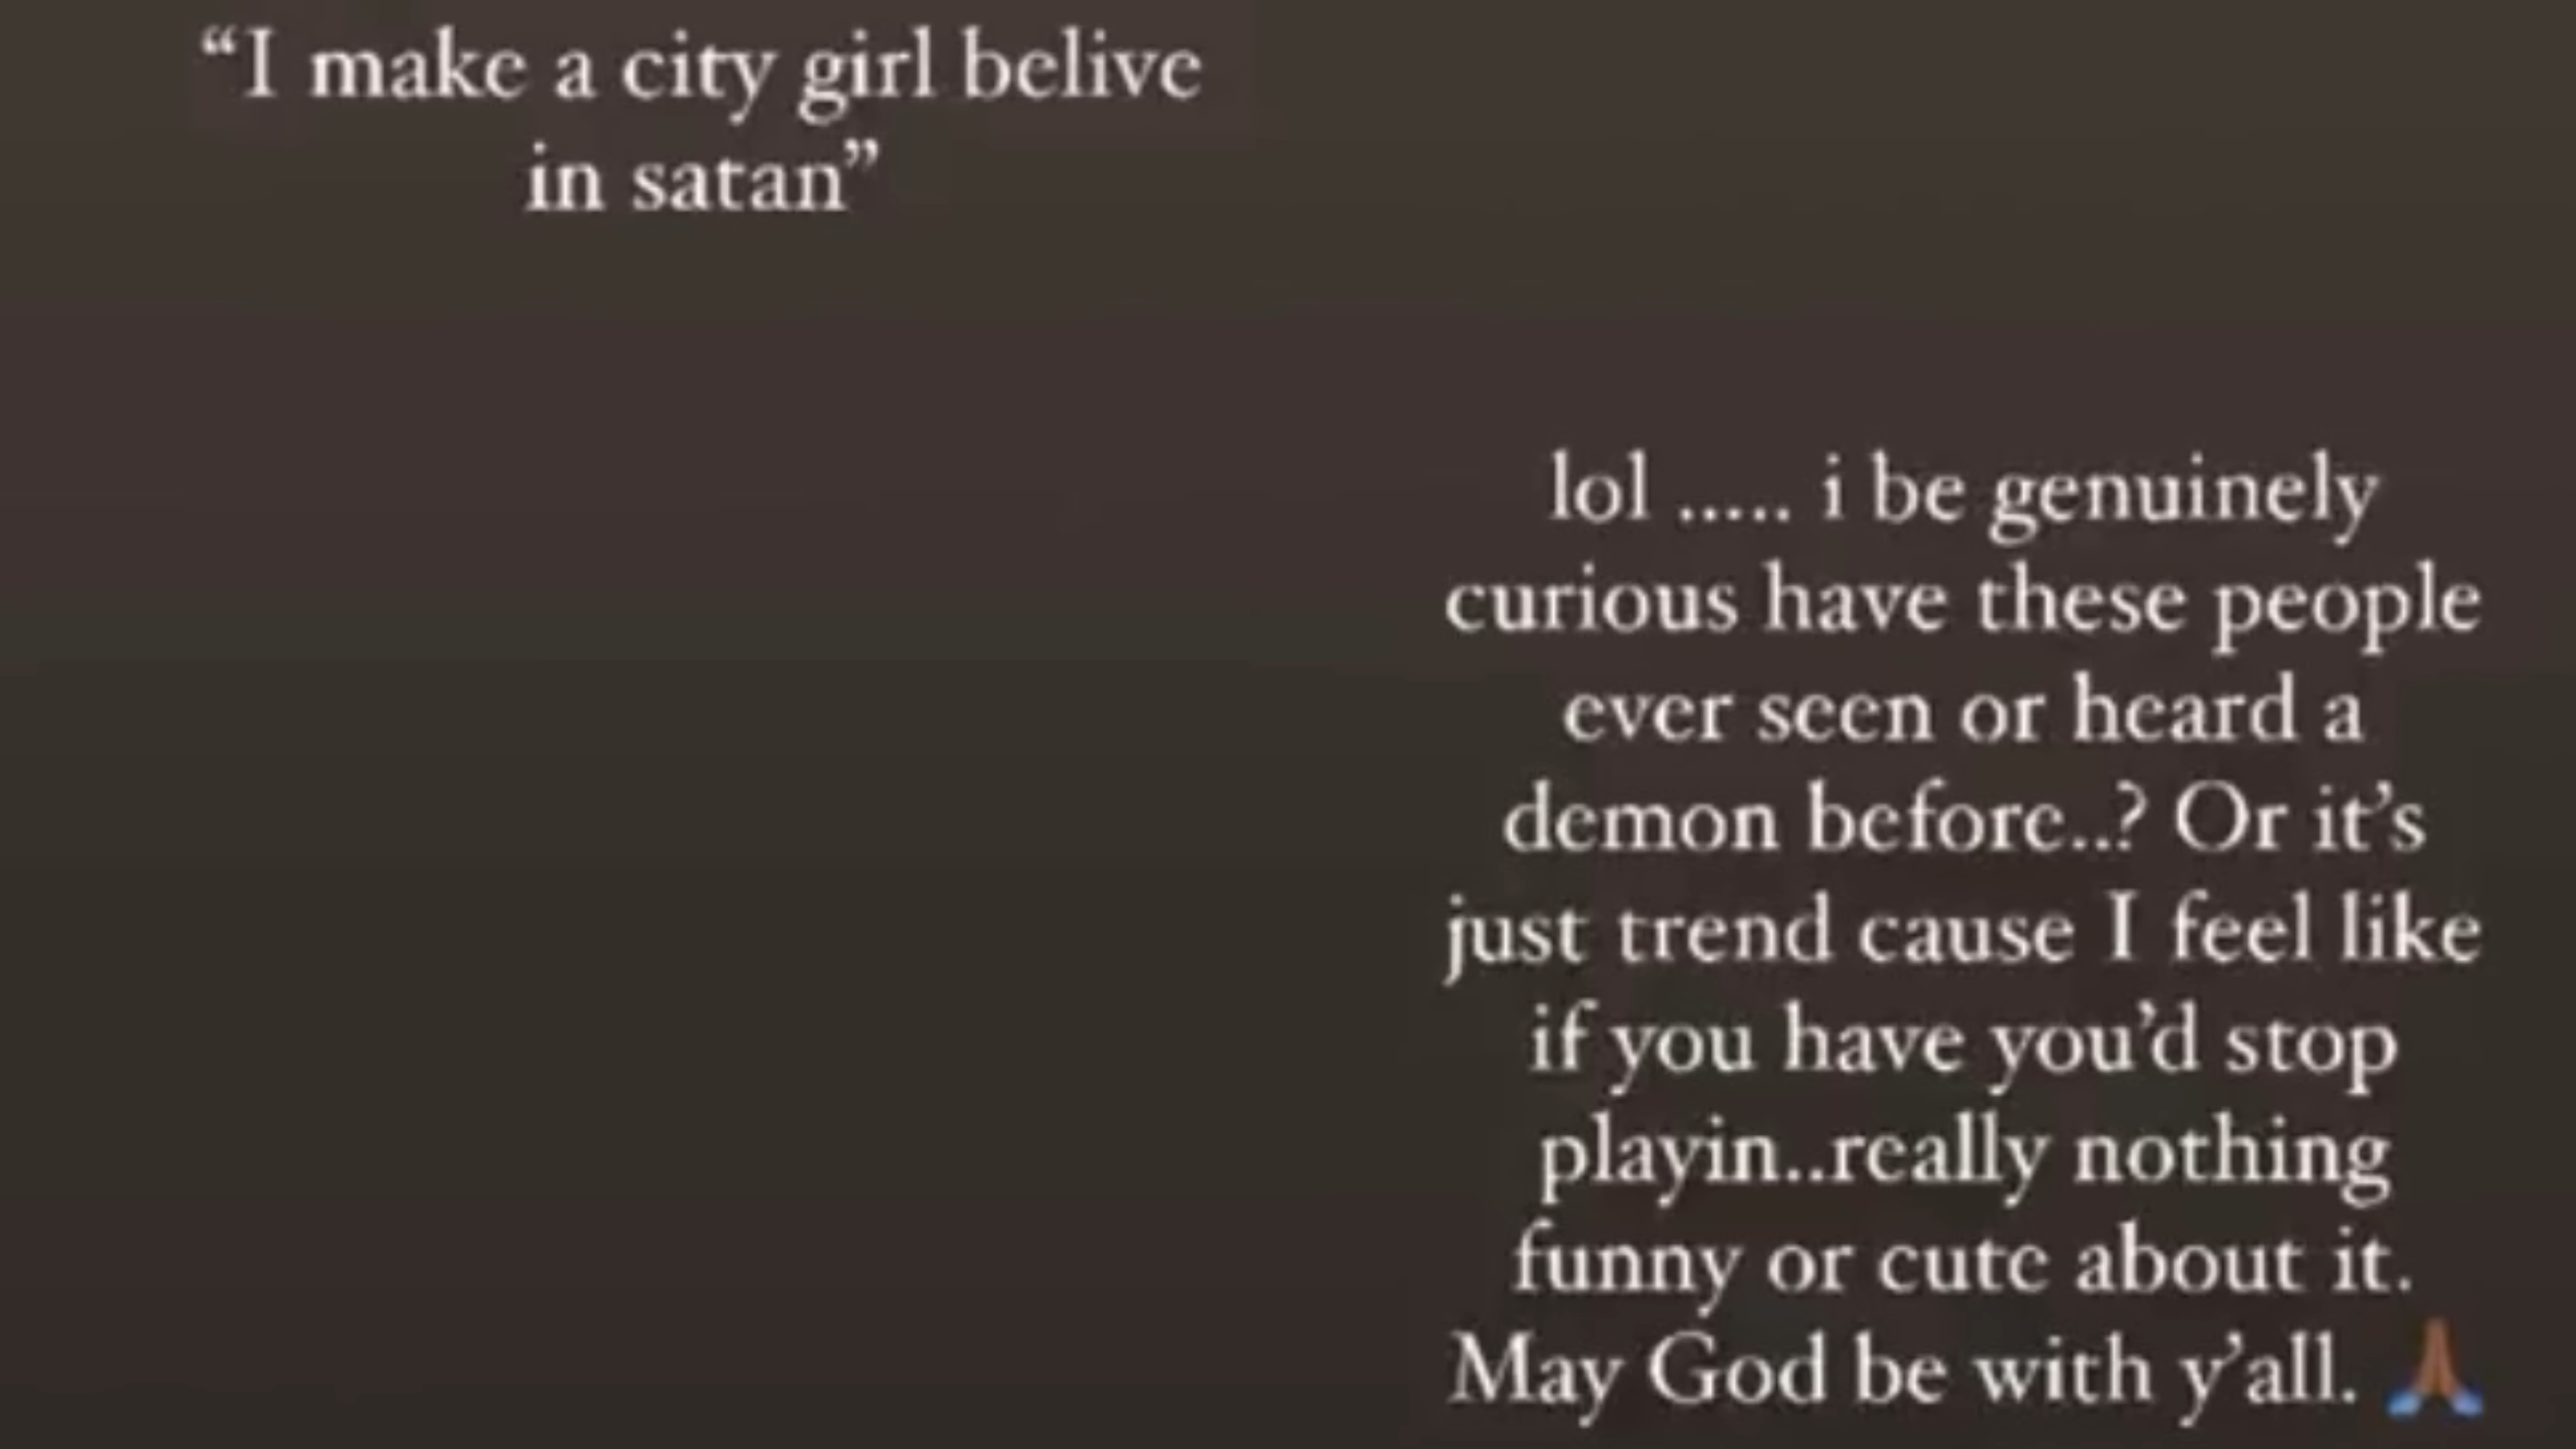 “I make a city girl belive
in satan”
lol ..... i be genuinely
curious have these people
ever seen or heard a
demon before..? Or it’s
just trend cause I feel like
if you have you’d stop
playin..really nothing
funny or cute about it.
May God be with y’all. 🙏🏾